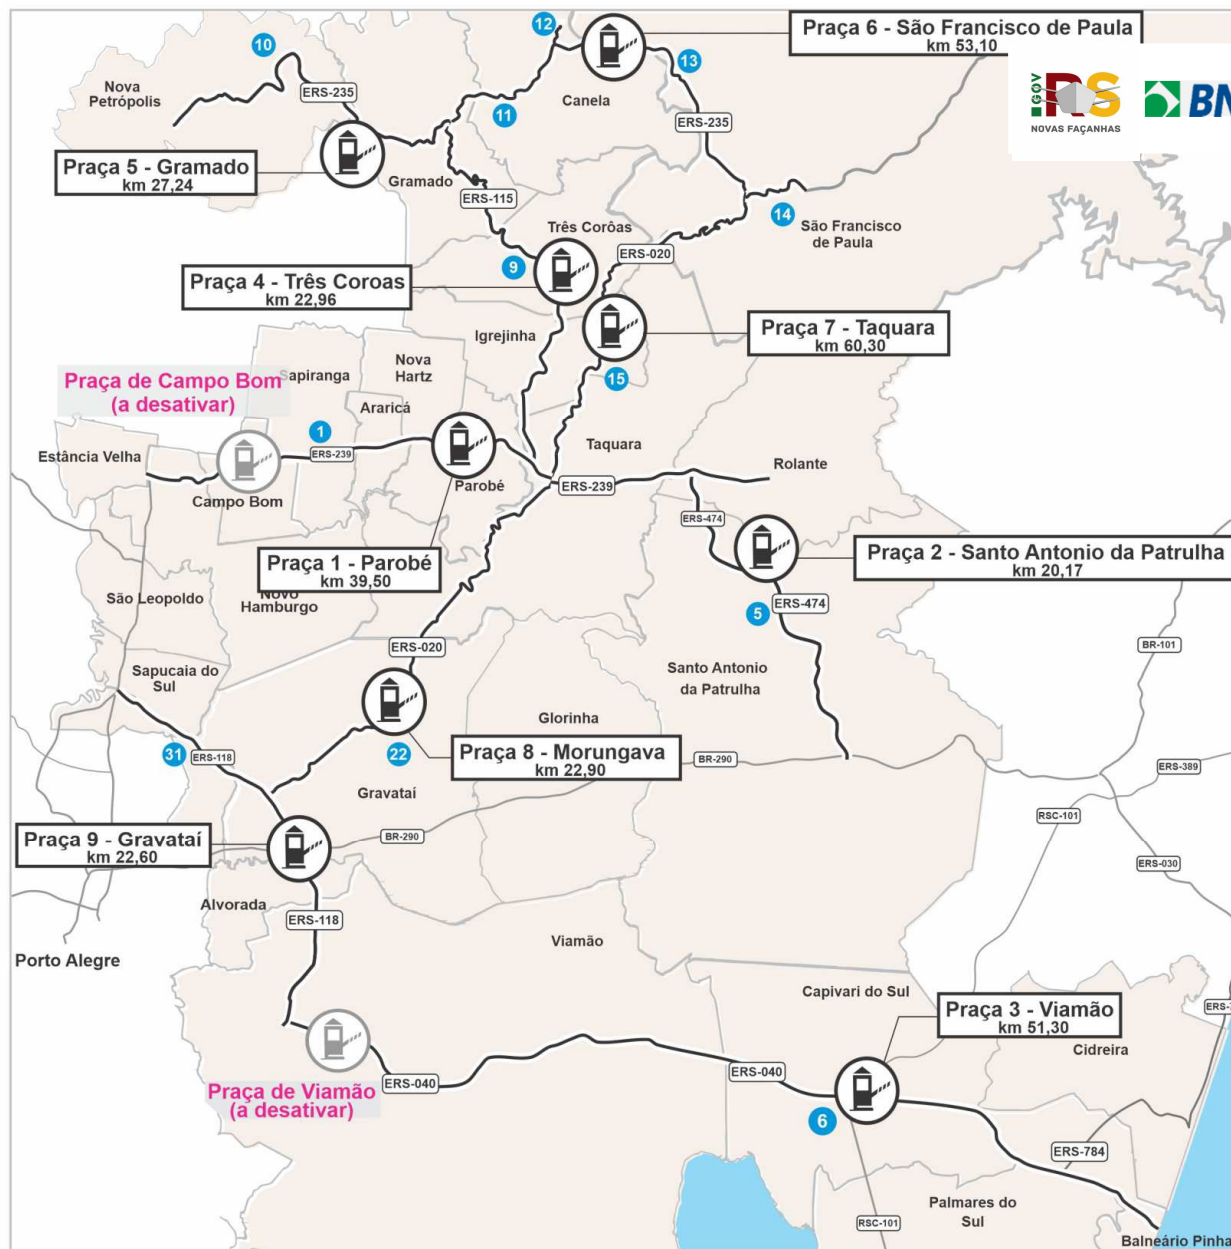 12
Praça 6 - São Francisco de Paula
km 53,10
10
13
.GOV
RS
NOVAS FAÇANHAS
BN
Nova
Petrópolis
ERS-235
Canela
11
ERS-235
Praça 5 - Gramado
km 27,24
Gramado
ERS-115
14
São Francisco
de Paula
Três Corôas
ERS-020
9
Praça 4 - Três Coroas
km 22,96
Igrejinha
Praça 7 - Taquara
km 60,30
Nova
Hartz
Sapiranga
Praça de Campo Bom
(a desativar)
15
Araricá
1
ERS-239
Taquara
Estância Velha
Rolante
Campo Bom
Parobé
ERS-239
ERS-474
Praça 1 - Parobé
km 39,50
Praça 2 - Santo Antonio da Patrulha
km 20,17
Novo
Hamburgo
São Leopoldo
5
ERS-474
ERS-020
BR-101
Sapucaia do
Sul
Santo Antonio
da Patrulha
Glorinha
31
ERS-118
22
Praça 8 - Morungava
km 22,90
BR-290
ERS-389
Gravataí
RSC-101
Praça 9 - Gravataí
km 22,60
BR-290
ERS-030
Alvorada
ERS-118
Viamão
Porto Alegre
Capivari do Sul
Praça 3 - Viamão
km 51,30
ERS-
Cidreira
ERS-040
ERS-040
Praça de Viamão
(a desativar)
6
ERS-784
Palmares do
Sul
RSC-101
Balneário Pinha